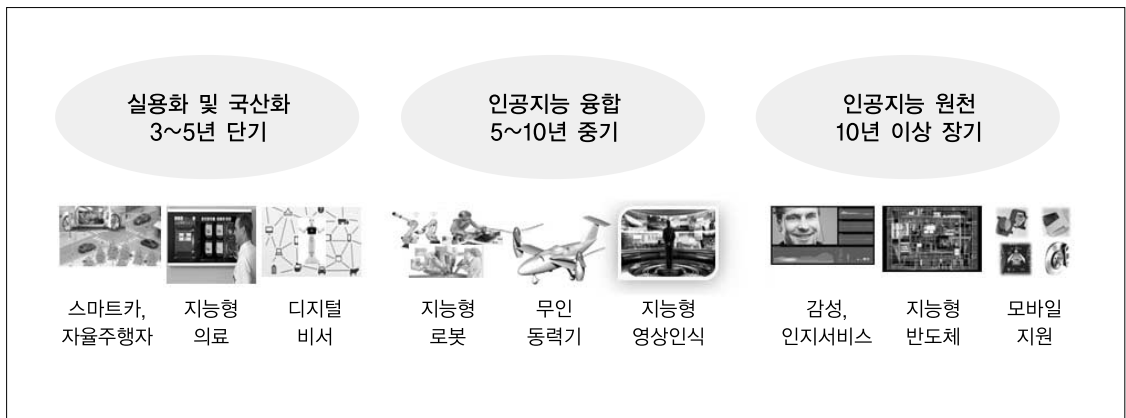 실용화 및 국산화
3~5년 단기
인공지능 융합
5~10년 중기
인공지능 원천
10년 이상 장기
스마트카,
자율주행자
지능형
의료
디지털
비서
지능형
로봇
무인
동력기
지능형
영상인식
감성,
인지서비스
지능형
반도체
모바일
지원